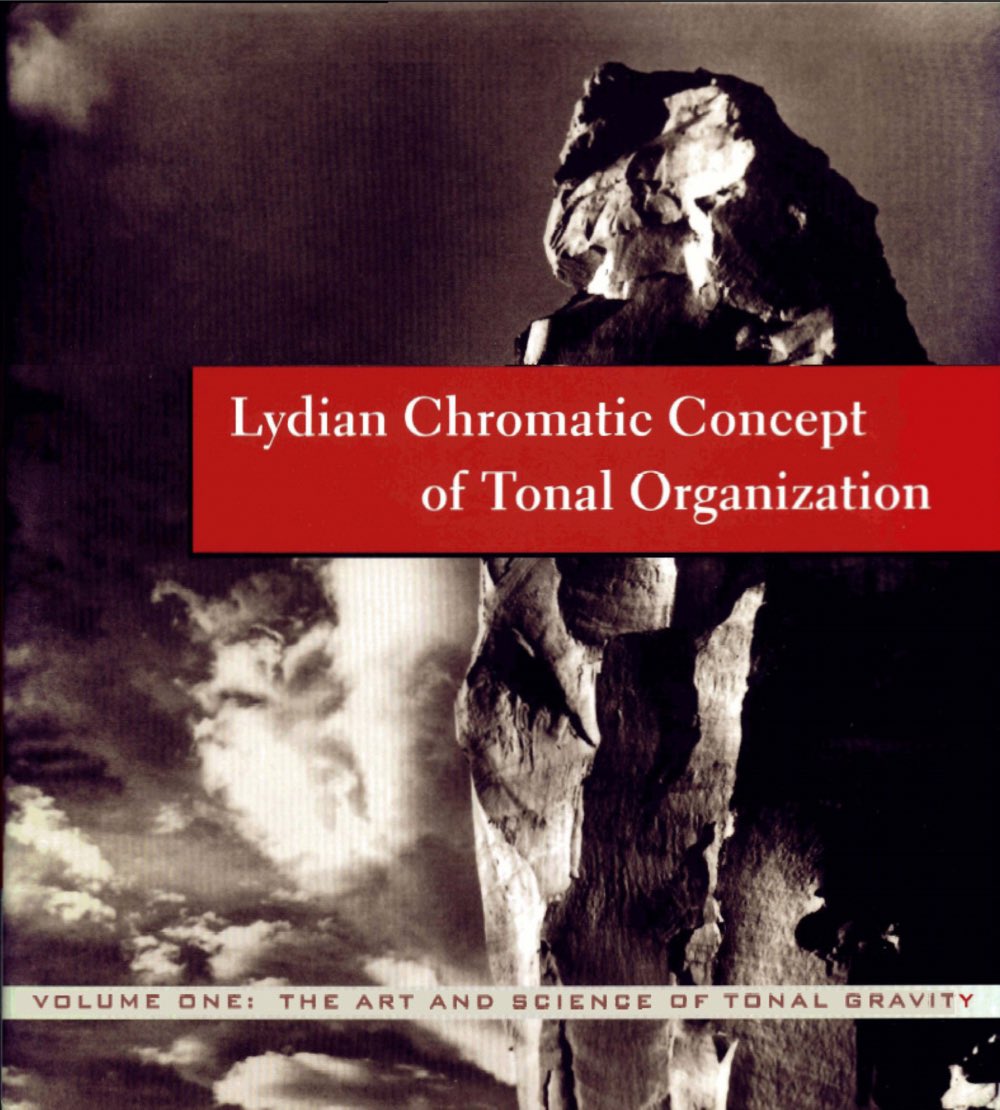 Lydian Chromatic Concept
of Tonal Organization
VOLUME ONE: THE ART AND SCIENCE OF TONAL GRAVITY